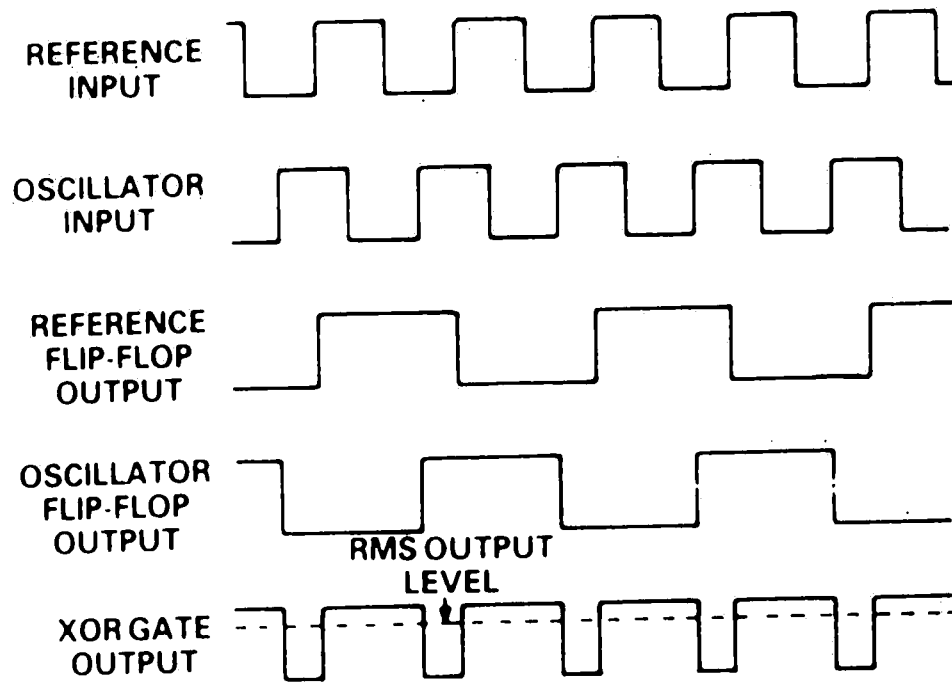 REFERENCE
INPUT
OSCILLATOR
INPUT
REFERENCE
FLIP-FLOP
OUTPUT
OSCILLATOR
FLIP-FLOP
OUTPUT
RMS OUTPUT
LEVEL
XOR GATE
OUTPUT